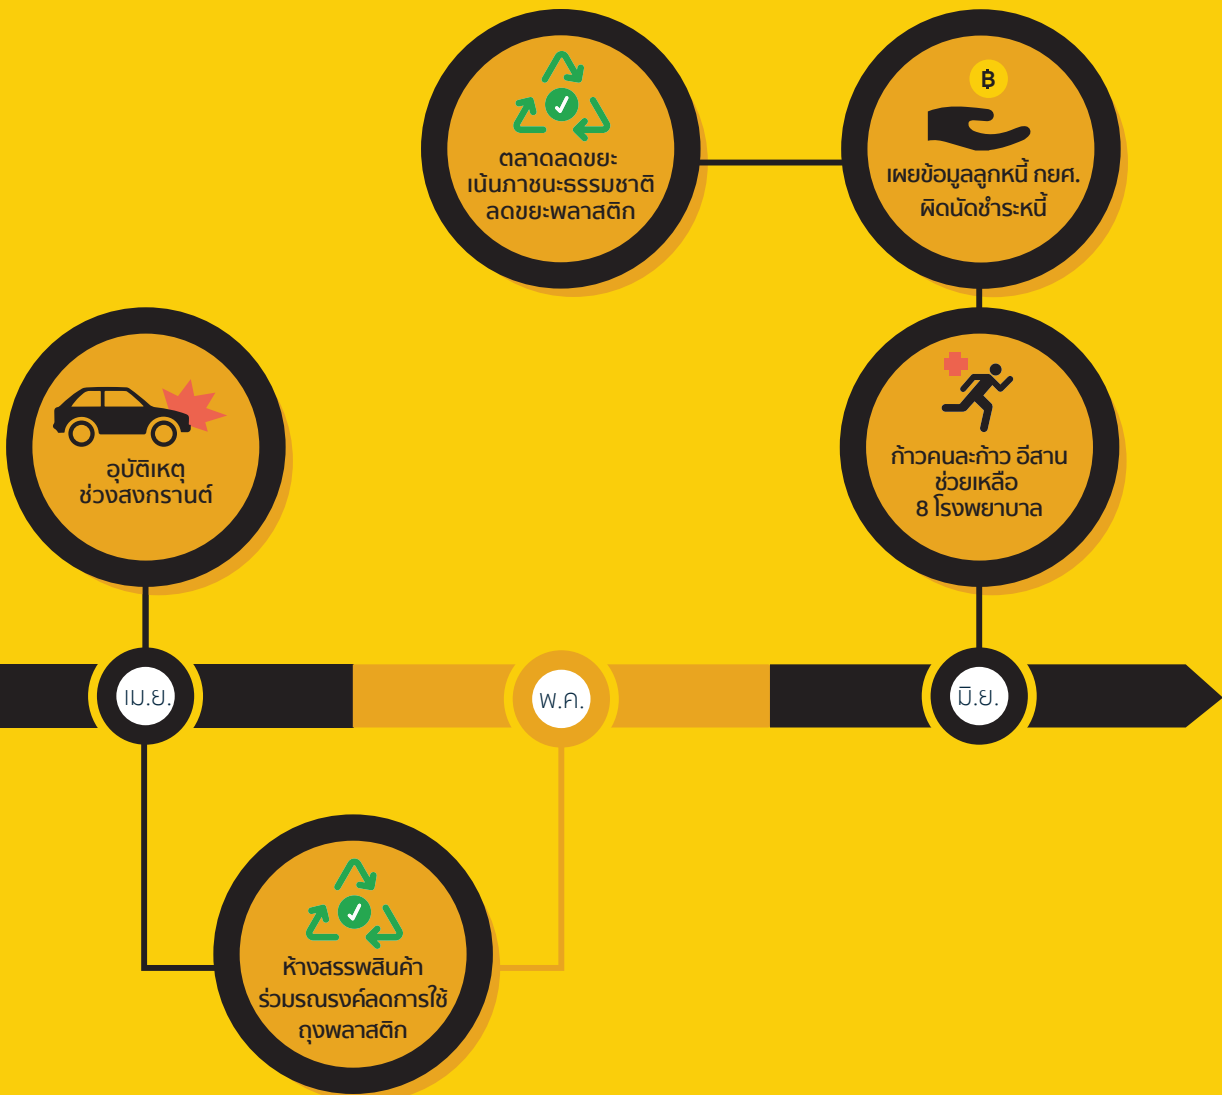 ตลาดลดขยะ
เน้นภาชนะธรรมชาติ
ลดขยะพลาสติก
฿
เผยข้อมูลลูกหนี้ กยศ.
ผิดนัดชำระหนี้
อุบัติเหตุ
ช่วงสงกรานต์
ก้าวคนละก้าว อีสาน
ช่วยเหลือ
8 โรงพยาบาล
เม.ย.
พ.ค.
มิ.ย.
ห้างสรรพสินค้า
ร่วมรณรงค์ลดการใช้
ถุงพลาสติก